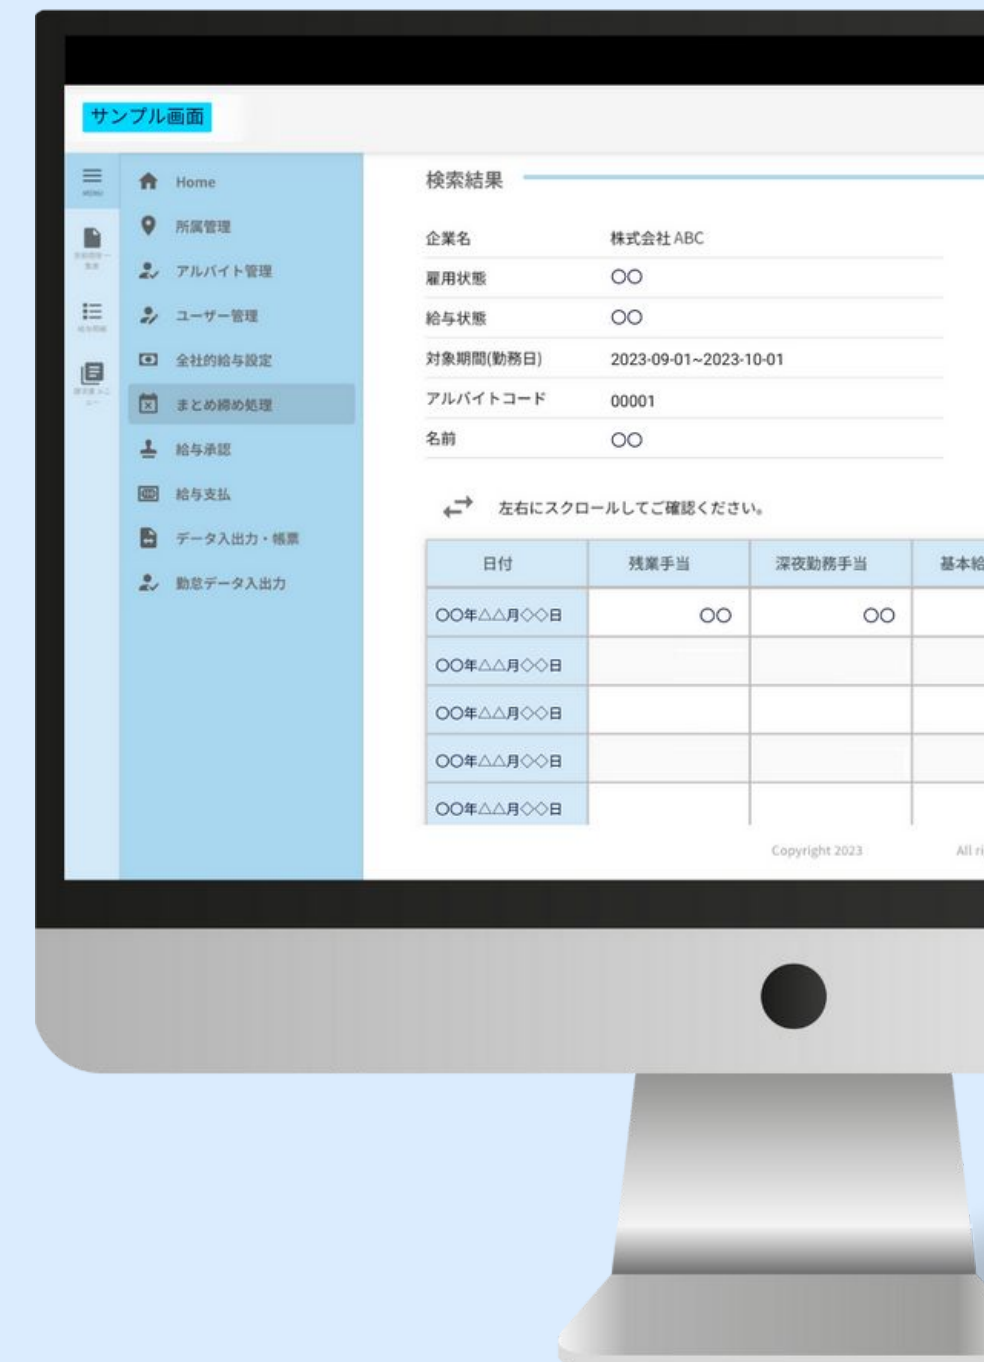 サンプル画面
MENU
Home
所属管理
アルバイト管理
ユーザー管理
全社的給与設定
まとめ締め処理
給与承認
給与支払
データ入出力・帳票
勤怠データ入出力
検索結果
企業名 株式会社 ABC
雇用状態 〇〇
給与状態 〇〇
対象期間(勤務日) 2023-09-01~2023-10-01
アルバイトコード 00001
名前 〇〇
左右にスクロールしてご確認ください。
日付 残業手当 深夜勤務手当 基本給
〇〇年△△月◇◇日 〇〇 〇〇
〇〇年△△月◇◇日
〇〇年△△月◇◇日
〇〇年△△月◇◇日
〇〇年△△月◇◇日
Copyright 2023 All ri